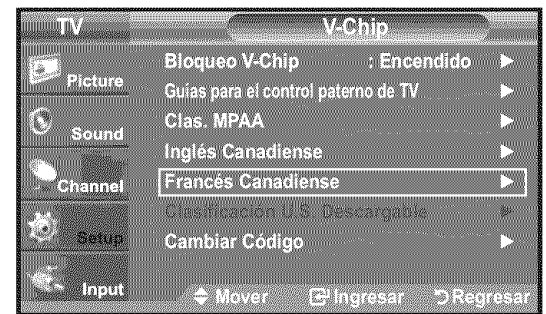 TV
V-Chip
Picture
Sound
Channel
Setup
Input
Bloqueo V-Chip : Encendido
Guías para el control paterno de TV
Clas. MPAA
Inglés Canadiense
Francés Canadiense
Clasificación U.S. Descargable
Cambiar Código
Mover Ingresar Regresar